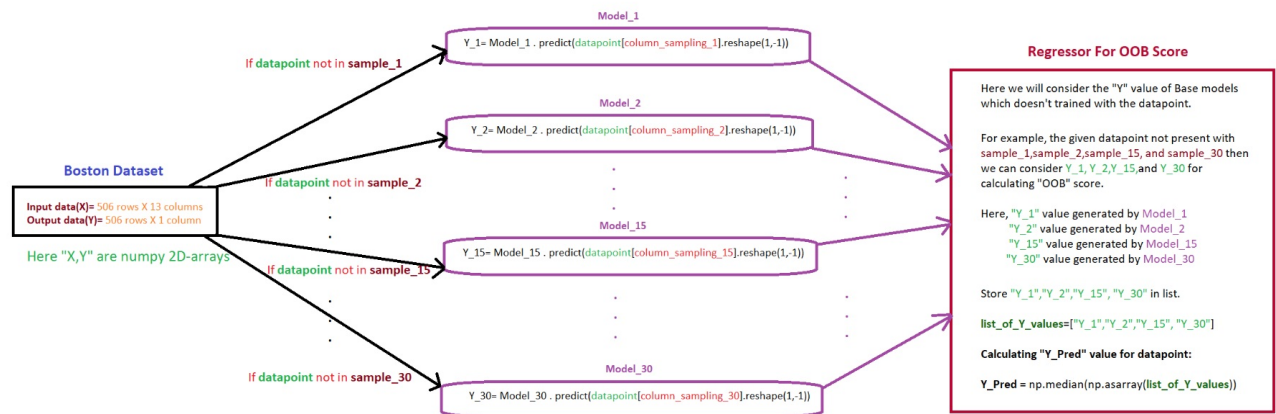 Boston Dataset
Input data(X)= 506 rows X 13 columns
Output data(Y)= 506 rows X 1 column
Here "X,Y" are numpy 2D-arrays
If datapoint not in sample_1
If datapoint not in sample_2
If datapoint not in sample_15
If datapoint not in sample_30
Model_1
Y_1= Model_1 . predict(datapoint[column_sampling_1].reshape(1,-1))
Model_2
Y_2= Model_2 . predict(datapoint[column_sampling_2].reshape(1,-1))
Model_15
Y_15= Model_15 . predict(datapoint[column_sampling_15].reshape(1,-1))
Model_30
Y_30= Model_30 . predict(datapoint[column_sampling_30].reshape(1,-1))
Regressor For OOB Score
Here we will consider the "Y" value of Base models
which doesn't trained with the datapoint.
For example, the given datapoint not present with
sample_1,sample_2,sample_15, and sample_30 then
we can consider Y_1, Y_2,Y_15,and Y_30 for
calculating "OOB" score.
Here, "Y_1" value generated by Model_1
"Y_2" value generated by Model_2
"Y_15" value generated by Model_15
"Y_30" value generated by Model_30
Store "Y_1","Y_2","Y_15", "Y_30" in list.
list_of_Y_values=["Y_1","Y_2","Y_15", "Y_30"]
Calculating "Y_Pred" value for datapoint:
Y_Pred = np.median(np.asarray(list_of_Y_values))